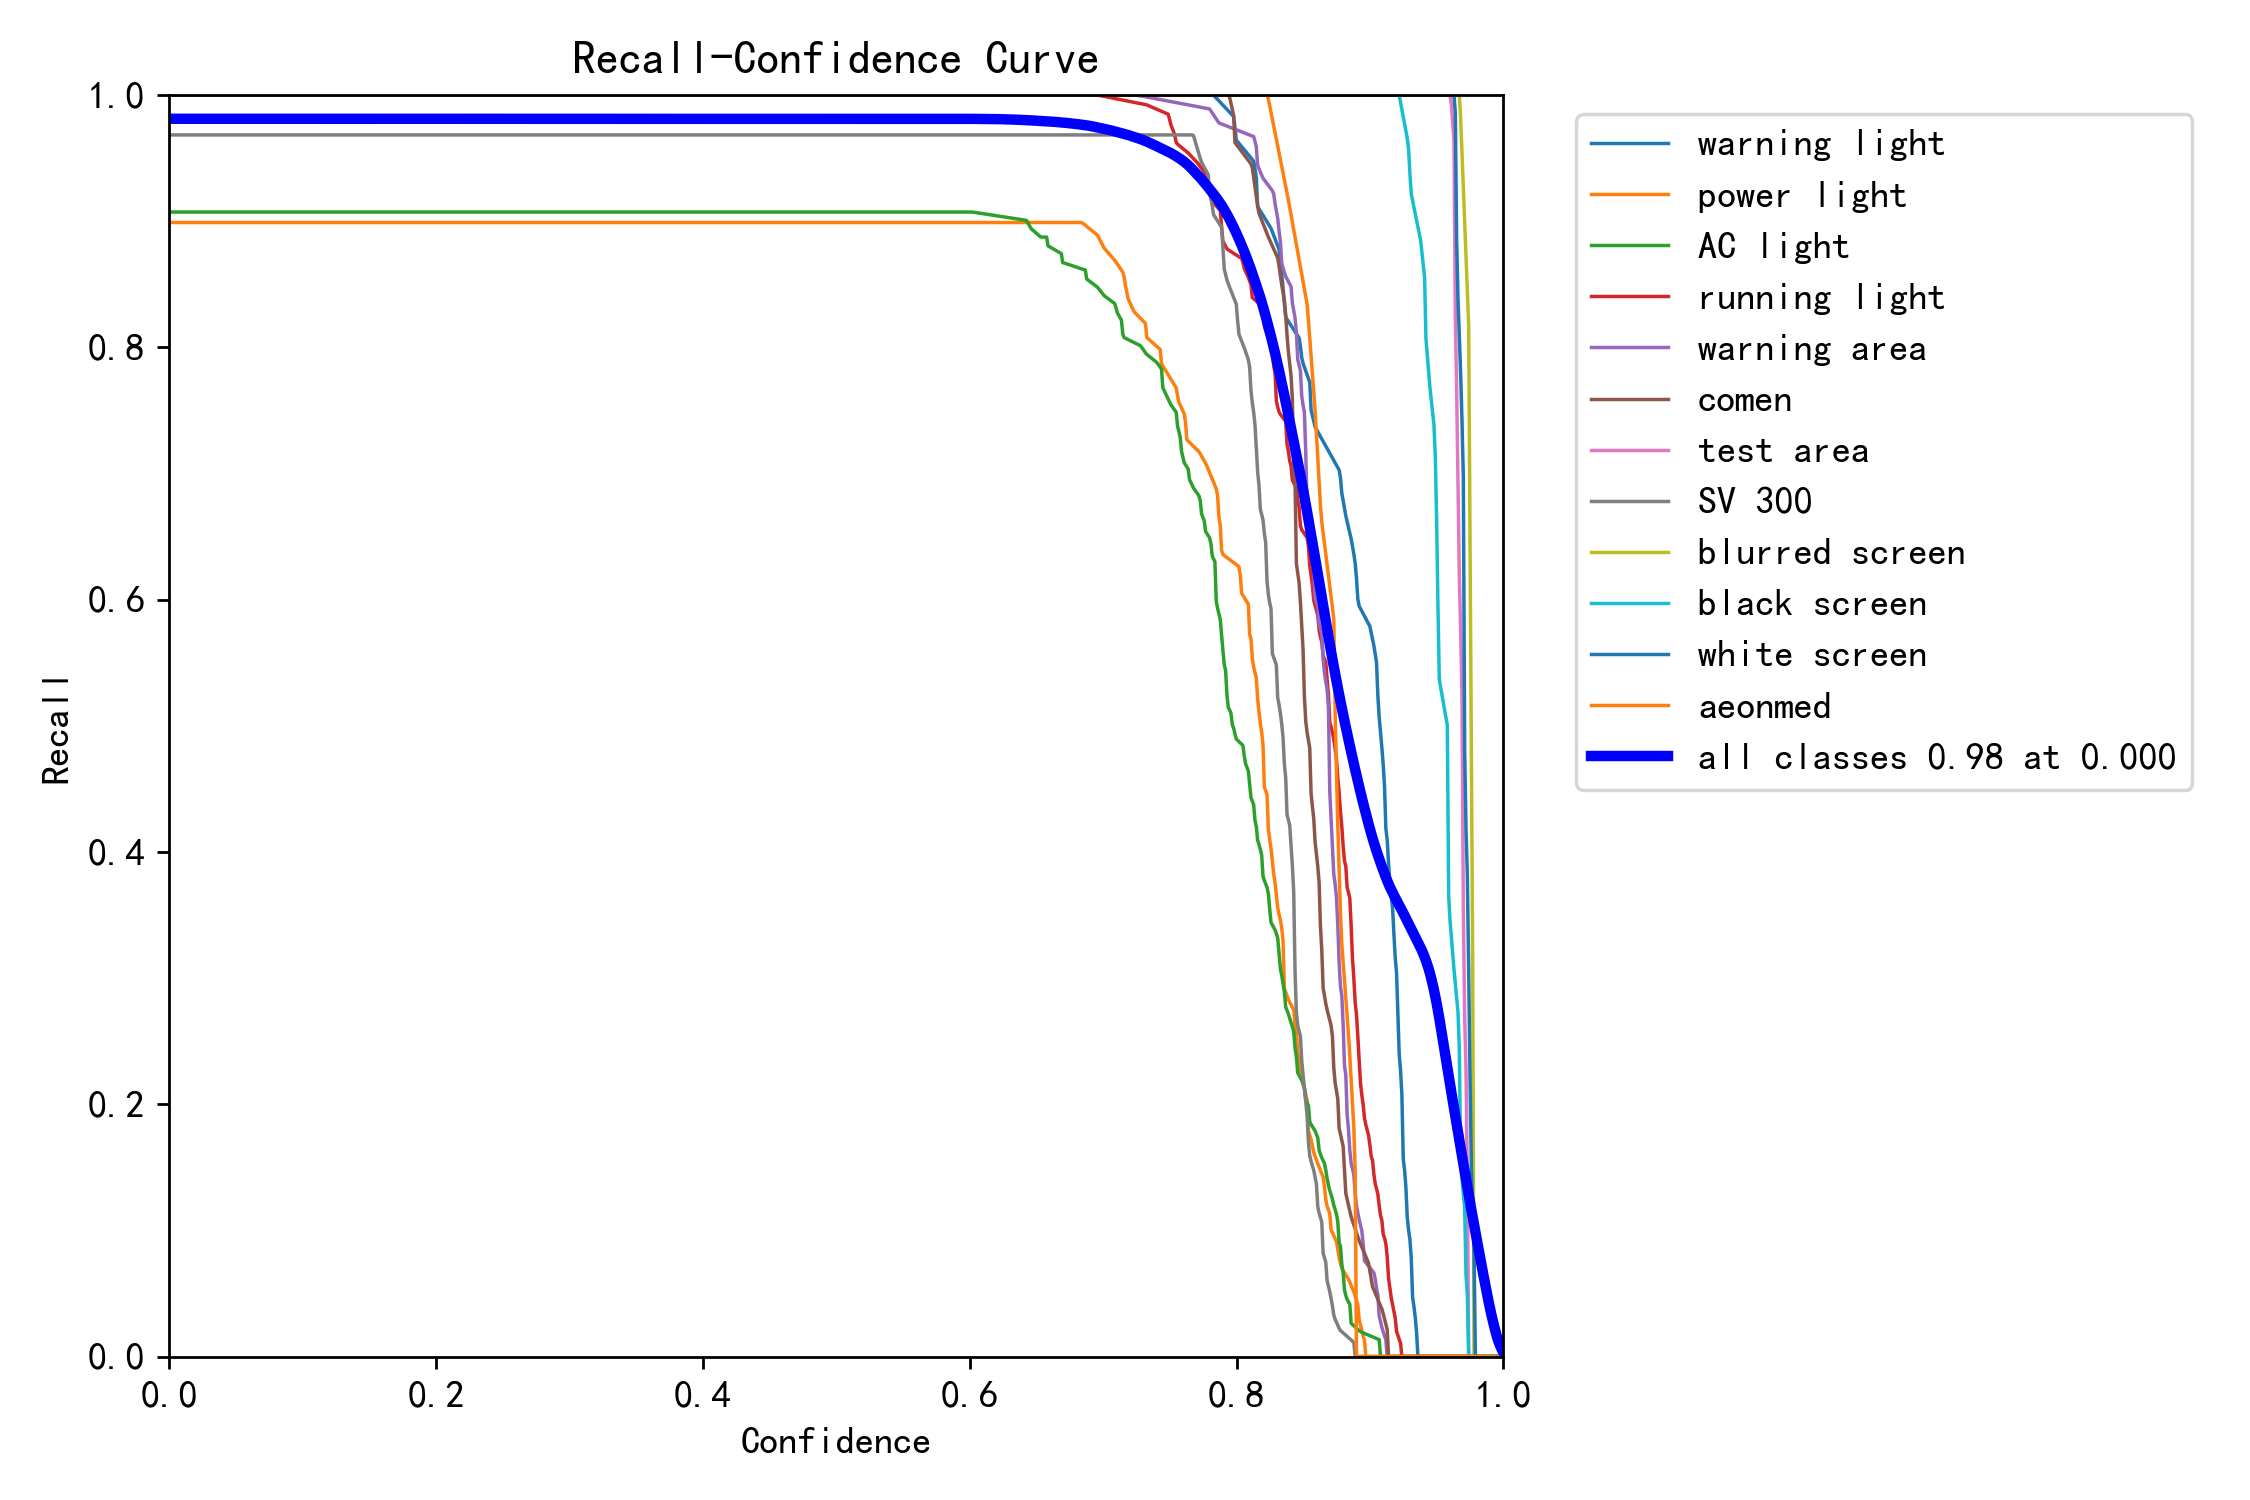 Recall-Confidence Curve
1.0
0.8
0.6
0.4
0.2
0.0
Recall
0.0 0.2 0.4 0.6 0.8 1.0
Confidence
warning light
power light
AC light
running light
warning area
comen
test area
SV 300
blurred screen
black screen
white screen
aeonmed
all classes 0.98 at 0.000